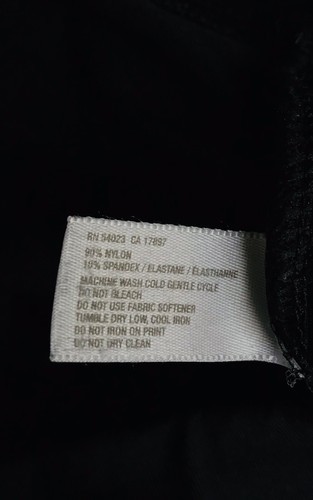 RN 54023 CA 17897
90% NYLON
10% SPANDEX / ELASTANE / ELASTHANNE
MACHINE WASH COLD GENTLE CYCLE
DO NOT BLEACH
DO NOT USE FABRIC SOFTENER
TUMBLE DRY LOW, COOL IRON
DO NOT IRON ON PRINT
DO NOT DRY CLEAN